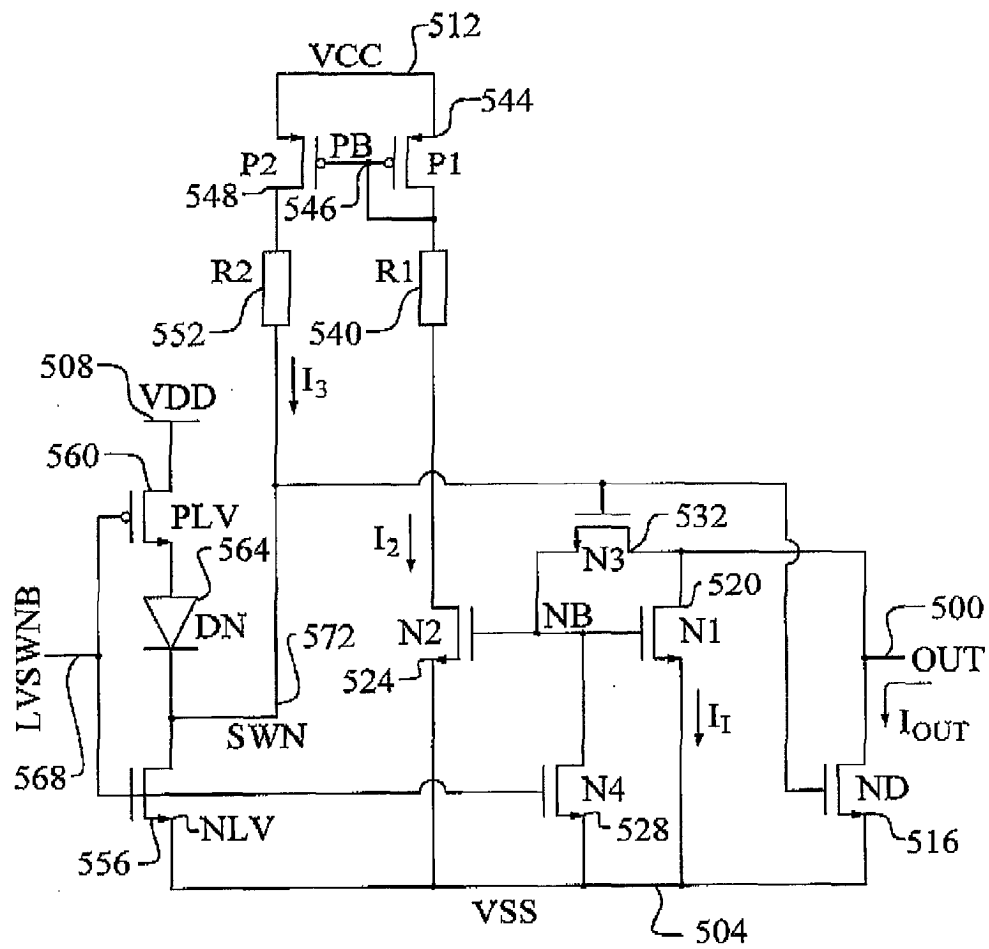 512
VCC
544
P2
PB
P1
548
546
R2
R1
552
540
I3
508
VDD
560
PLV
564
DN
I2
532
N3
520
NB
N2
N1
500
OUT
524
572
LVSWNB
SWN
II
IOUT
568
N4
ND
NLV
528
556
516
VSS
504